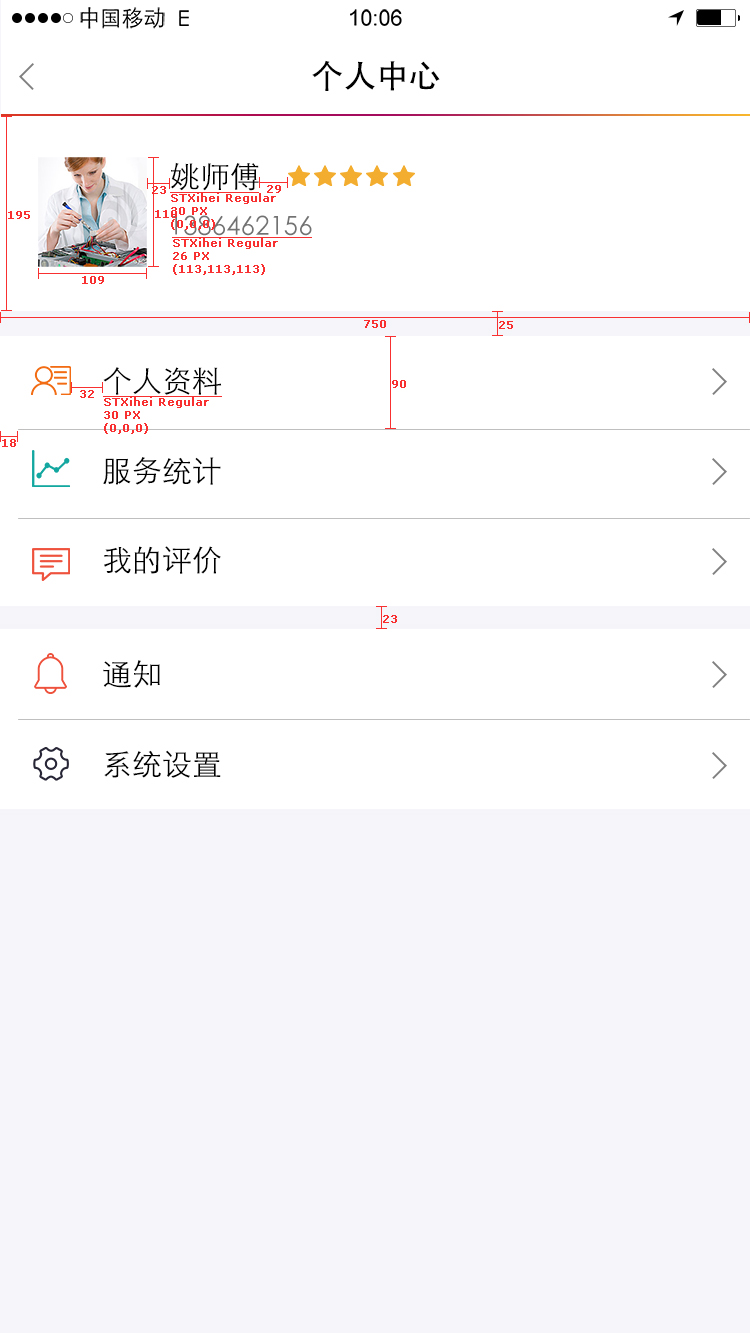 中国移动 E 10:06
个人中心
195
23
姚师傅
29
STXihei Regular
30 PX
(0,0,0)
110
1386462156
STXihei Regular
26 PX
(113,113,113)
109
750
25
个人资料
32
STXihei Regular
30 PX
(0,0,0)
90
18
服务统计
我的评价
23
通知
系统设置